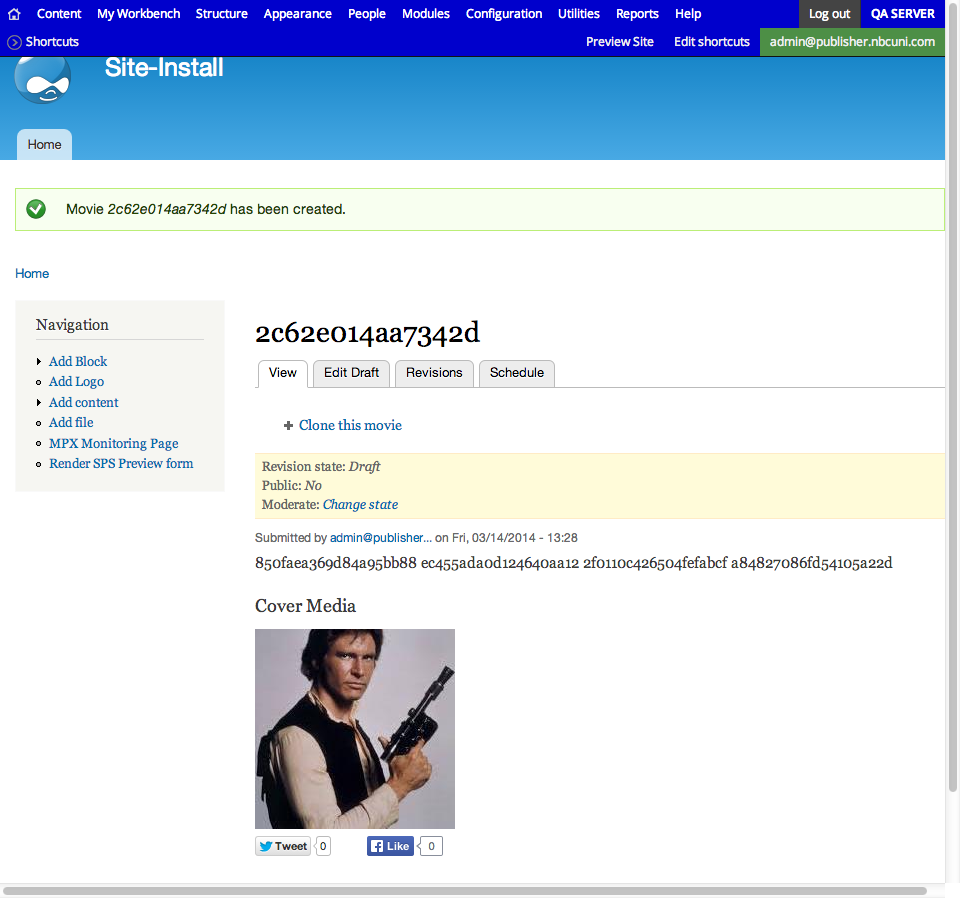 Content My Workbench Structure Appearance People Modules Configuration Utilities Reports Help Log out QA SERVER
Shortcuts Preview Site Edit shortcuts admin@publisher.nbcuni.com
Site-Install
Home
Movie 2c62e014aa7342d has been created.
Home
Navigation
Add Block
Add Logo
Add content
Add file
MPX Monitoring Page
Render SPS Preview form
2c62e014aa7342d
View Edit Draft Revisions Schedule
Clone this movie
Revision state: Draft
Public: No
Moderate: Change state
Submitted by admin@publisher... on Fri, 03/14/2014 - 13:28
850faea369d84a95bb88 ec455ada0d124640aa12 2f0110c426504fefabcf a84827086fd54105a22d
Cover Media
Tweet 0 Like 0